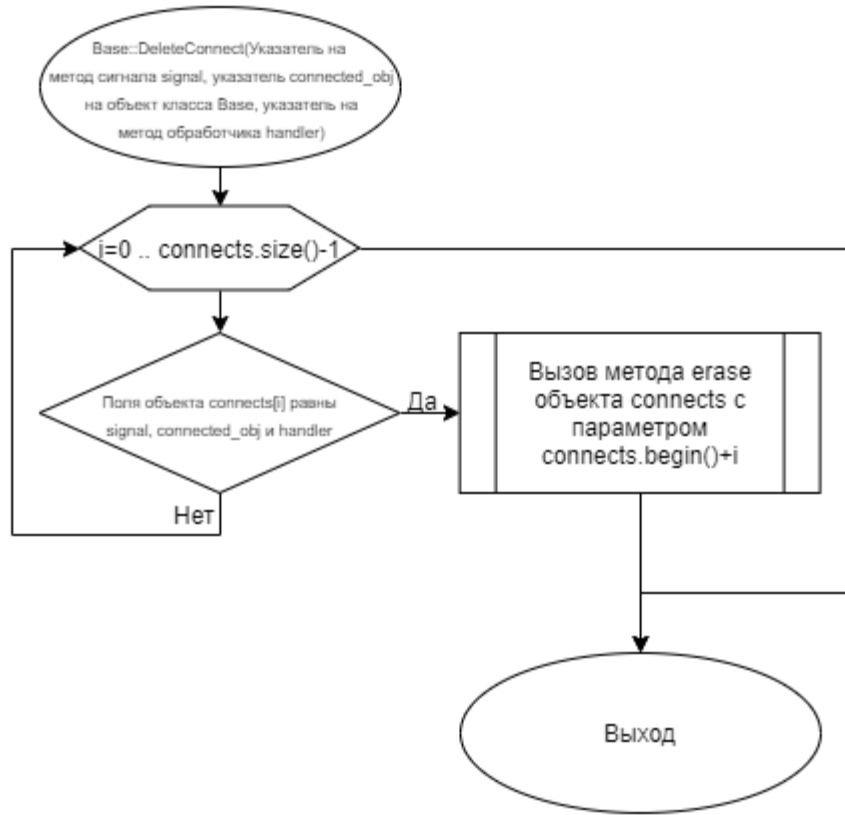 Base::DeleteConnect(Указатель на
метод сигнала signal, указатель connected_obj
на объект класса Base, указатель на
метод обработчика handler)
i=0 .. connects.size()-1
Поля объекта connects[i] равны
signal, connected_obj и handler
Да
Вызов метода erase
объекта connects с
параметром
connects.begin()+i
Нет
Выход